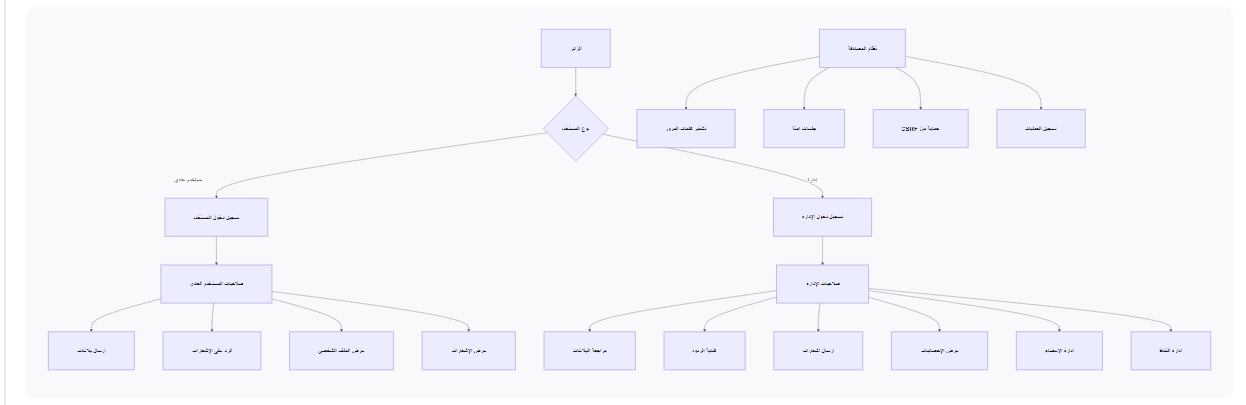 الزائر
نظام المصادقة
نوع المستخدم
تشفير كلمات المرور
جلسات آمنة
حماية من CSRF
تسجيل العمليات
مستخدم عادي
إدارة
تسجيل دخول المستخدم
تسجيل دخول الإدارة
صلاحيات المستخدم العادي
صلاحيات الإدارة
إرسال بلاغات
الرد على الإشعارات
عرض الملف الشخصي
عرض الإشعارات
مراجعة البلاغات
كتابة الردود
إرسال إشعارات
عرض الإحصائيات
إدارة الأعضاء
إدارة النقاط